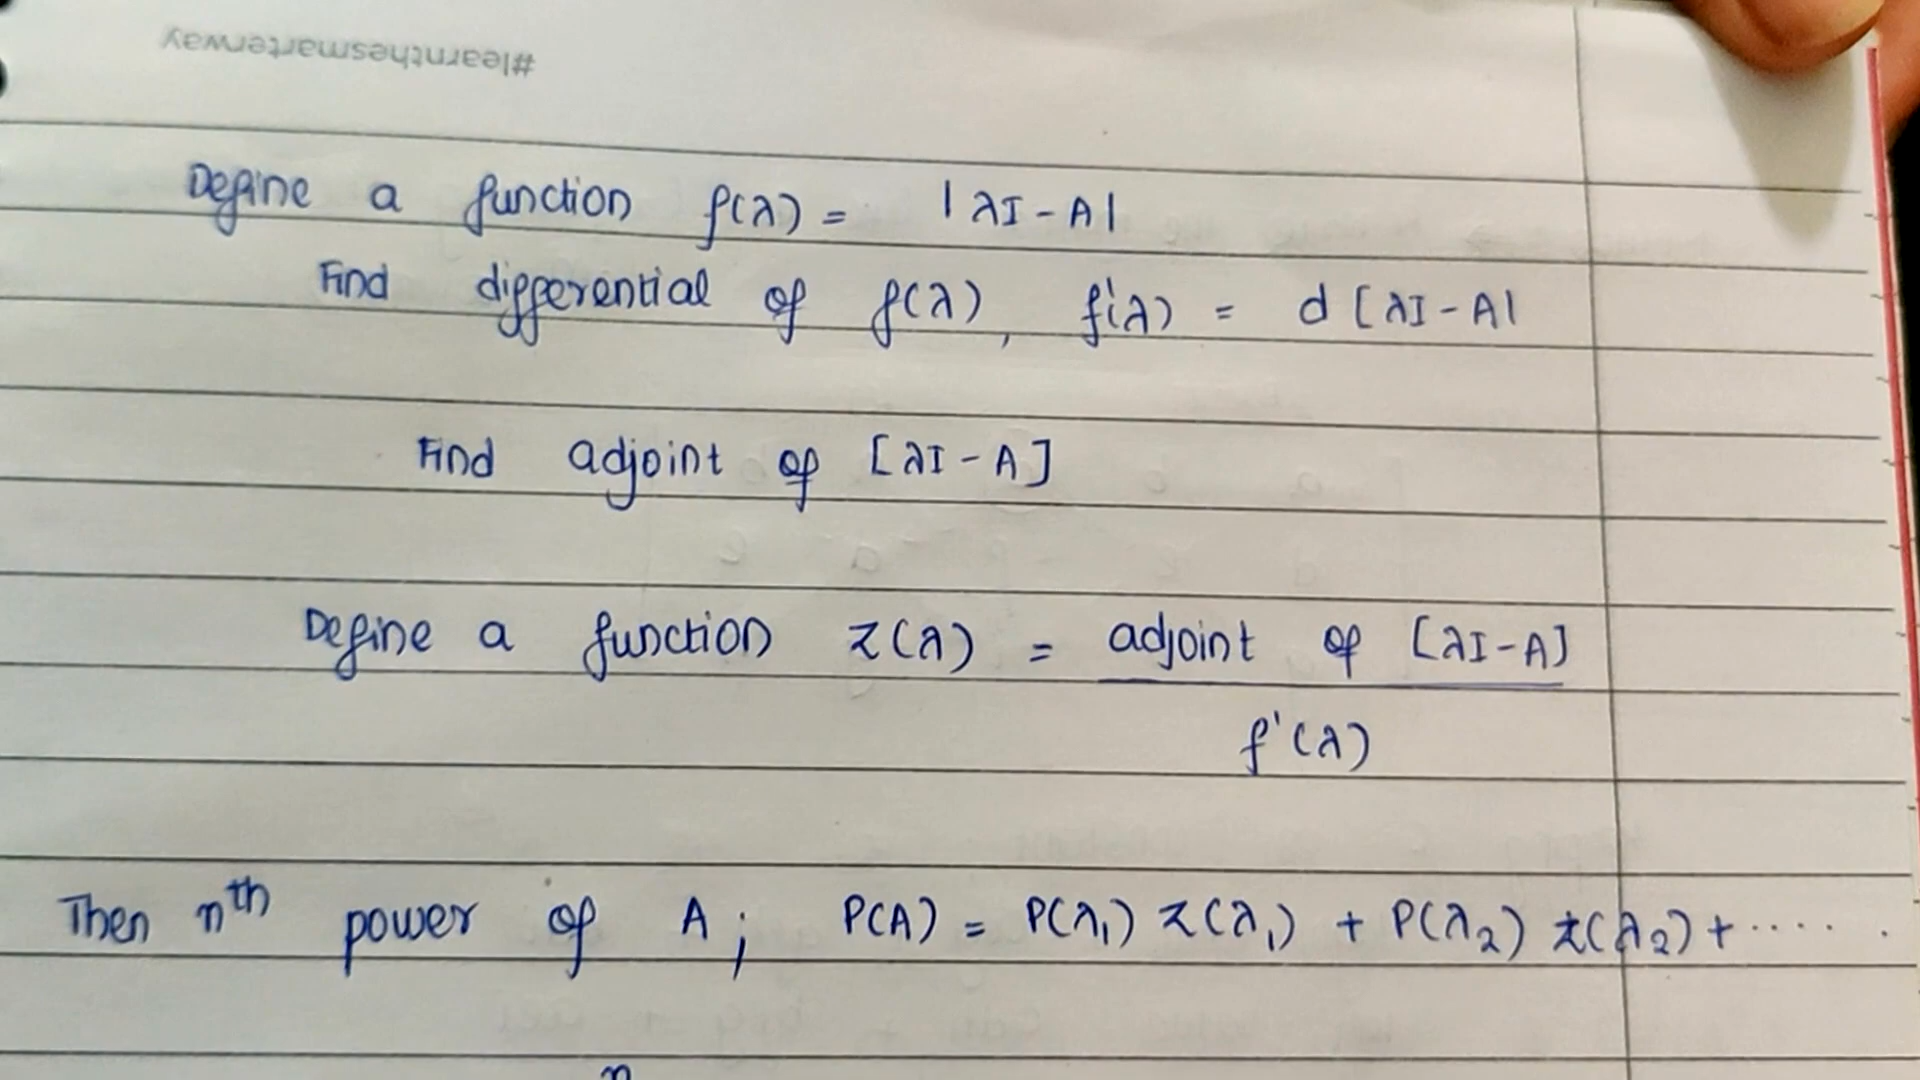 #learnthesmarterway
Define a function f(λ) = |λI - A|
Find differential of f(λ), f'(λ) = d [λI - A|
Find adjoint of [λI - A]
Define a function z(λ) = adjoint of [λI - A]
f'(λ)
Then nth power of A; P(A) = P(λ₁) z(λ₁) + P(λ₂) z(λ₂) + .....
n